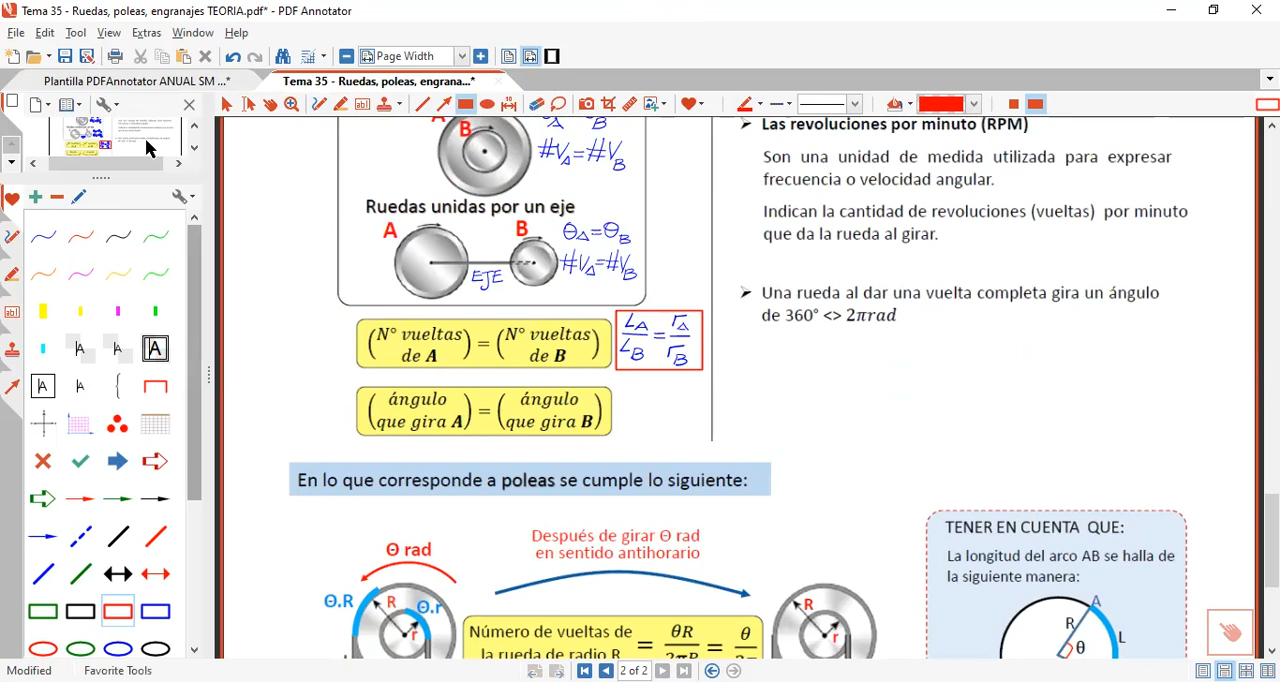 Tema 35 - Ruedas, poleas, engranajes TEORIA.pdf* - PDF Annotator
File Edit Tool View Extras Window Help
Page Width
Plantilla PDFAnnotator ANUAL SM ...*
Tema 35 - Ruedas, poleas, engrana...*
A
B
#V_A=#V_B
Ruedas unidas por un eje
A
B
θ_A=θ_B
#V_A=#V_B
EJE
(N° vueltas de A) = (N° vueltas de B)
L_A/L_B = r_A/r_B
(ángulo que gira A) = (ángulo que gira B)
Las revoluciones por minuto (RPM)
Son una unidad de medida utilizada para expresar
frecuencia o velocidad angular.
Indican la cantidad de revoluciones (vueltas) por minuto
que da la rueda al girar.
Una rueda al dar una vuelta completa gira un ángulo
de 360° <> 2πrad
En lo que corresponde a poleas se cumple lo siguiente:
Después de girar Θ rad
en sentido antihorario
Θ rad
Θ.R
R
Θ.r
r
Número de vueltas de
la rueda de radio R
= θR/2πR = θ
R
r
TENER EN CUENTA QUE:
La longitud del arco AB se halla de
la siguiente manera:
A
R
L
θ
Modified
Favorite Tools
2 of 2